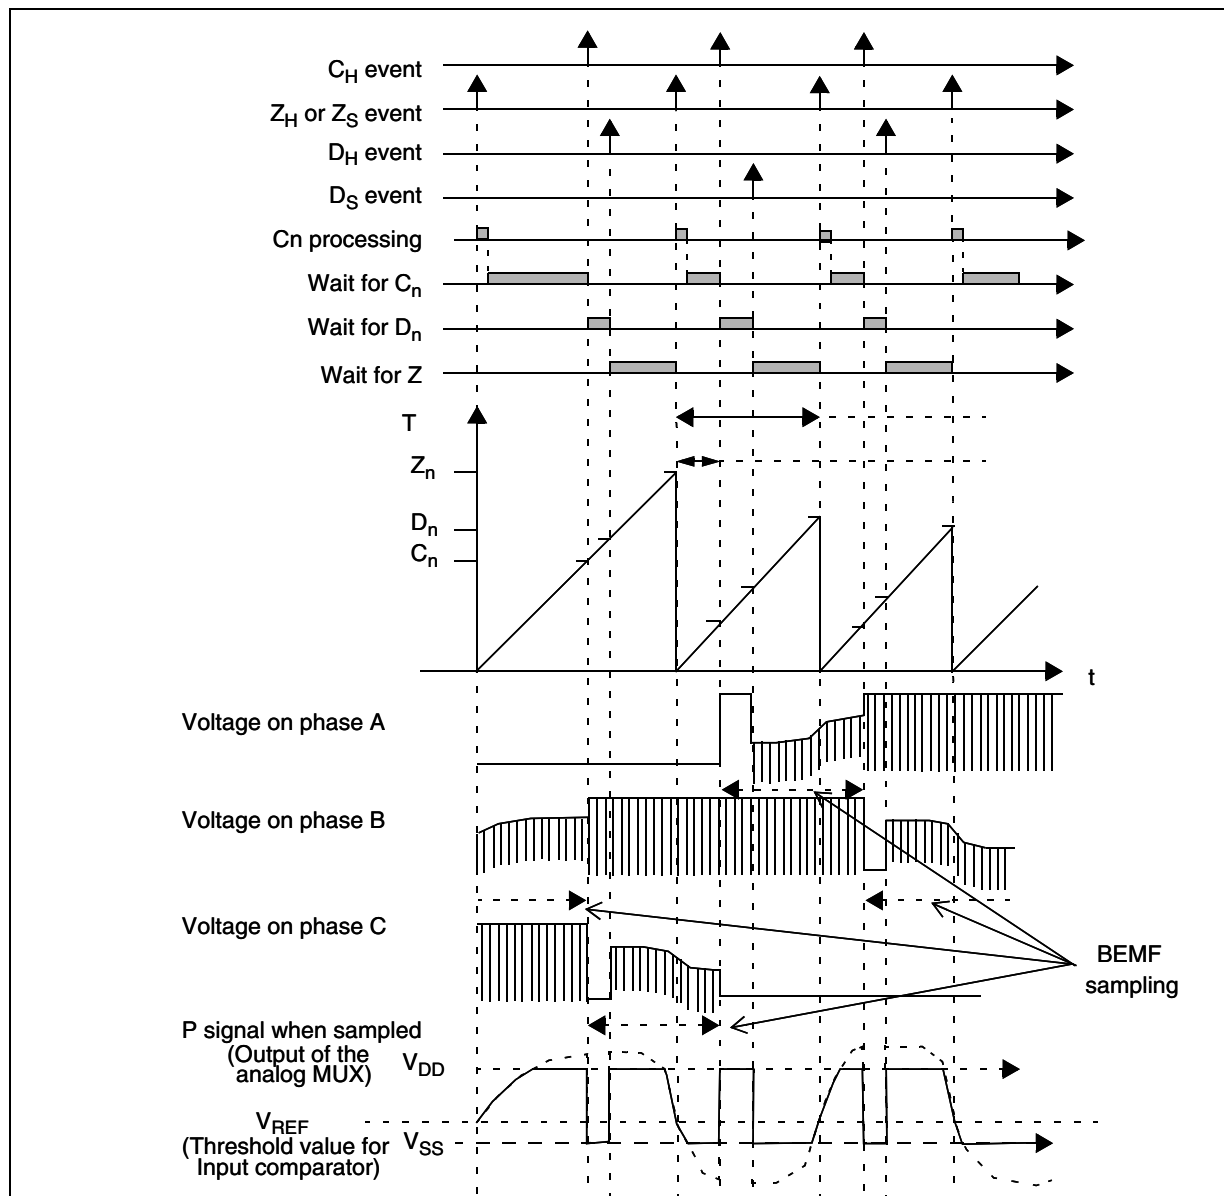 C_H event
Z_H or Z_S event
D_H event
D_S event
Cn processing
Wait for C_n
Wait for D_n
Wait for Z
T
Z_n
D_n
C_n
t
Voltage on phase A
Voltage on phase B
Voltage on phase C
BEMF
sampling
P signal when sampled
(Output of the
analog MUX)
V_DD
V_REF
(Threshold value for
Input comparator)
V_SS